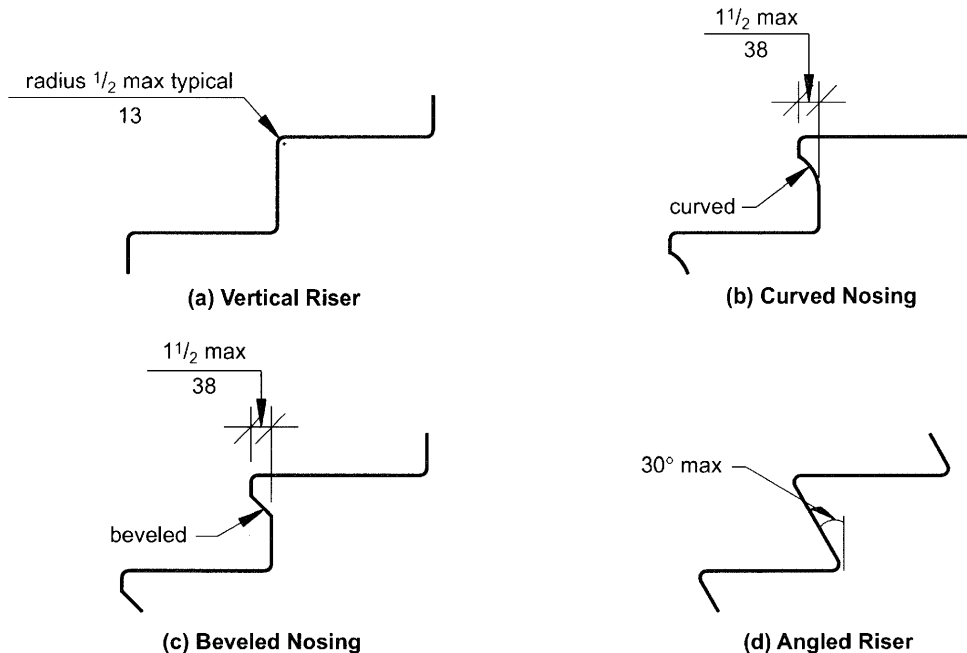 radius 1/2 max typical
13
(a) Vertical Riser
1 1/2 max
38
curved
(b) Curved Nosing
1 1/2 max
38
beveled
(c) Beveled Nosing
30° max
(d) Angled Riser